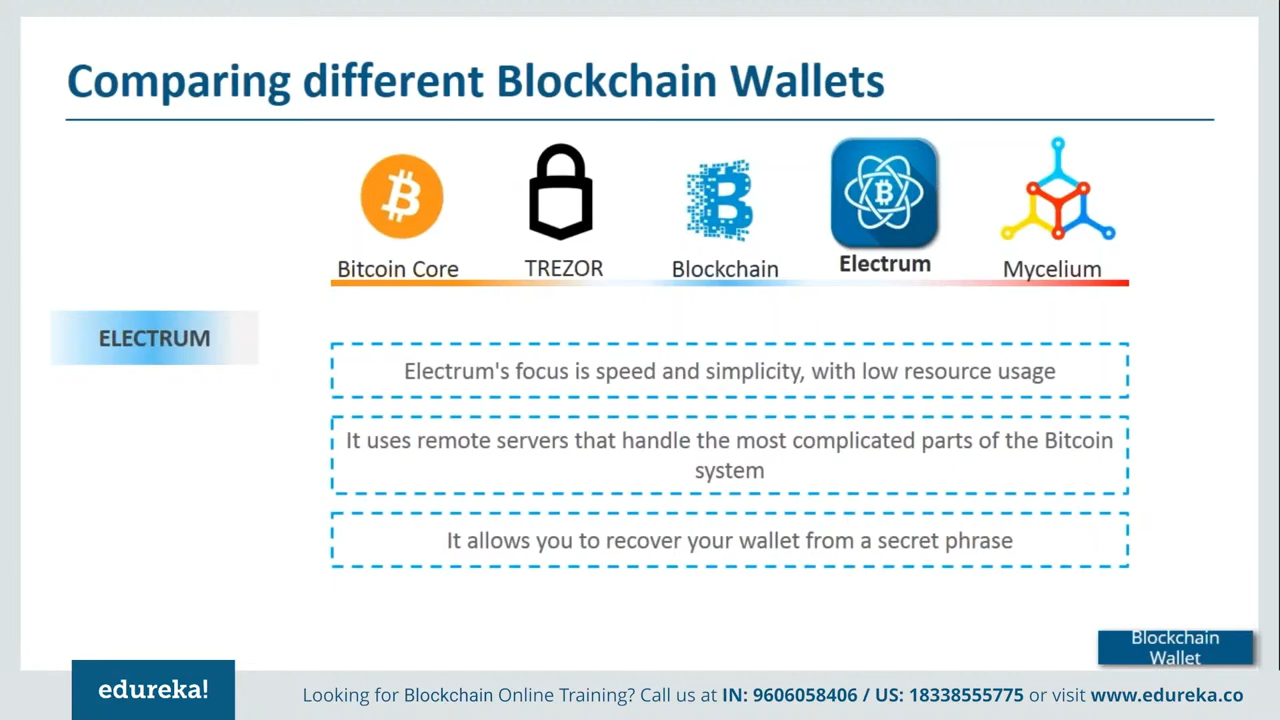 Comparing different Blockchain Wallets
Bitcoin Core
TREZOR
Blockchain
Electrum
Mycelium
ELECTRUM
Electrum's focus is speed and simplicity, with low resource usage
It uses remote servers that handle the most complicated parts of the Bitcoin
system
It allows you to recover your wallet from a secret phrase
Blockchain
Wallet
edureka!
Looking for Blockchain Online Training? Call us at IN: 9606058406 / US: 18338555775 or visit www.edureka.co